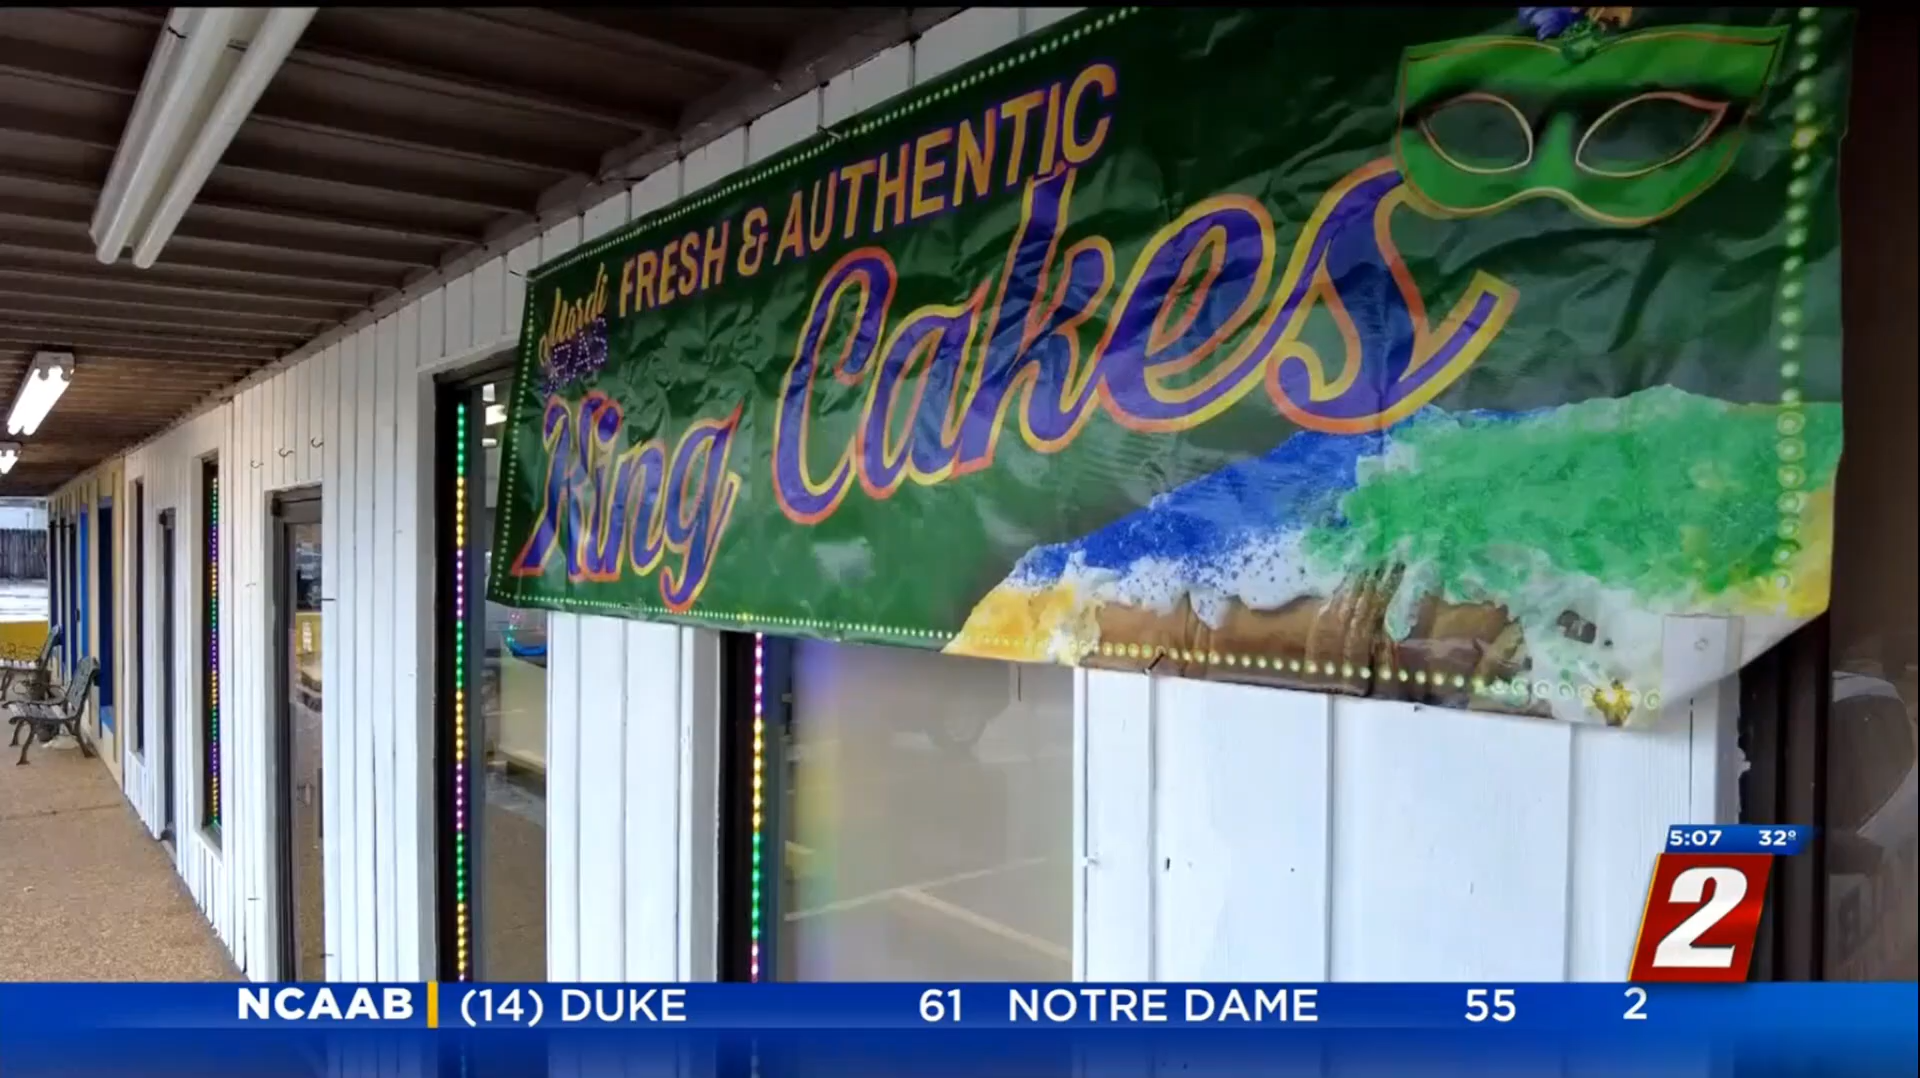 FRESH & AUTHENTIC
Mardi
GRAS
King Cakes
5:07 32°
2
NCAAB (14) DUKE 61 NOTRE DAME 55 2